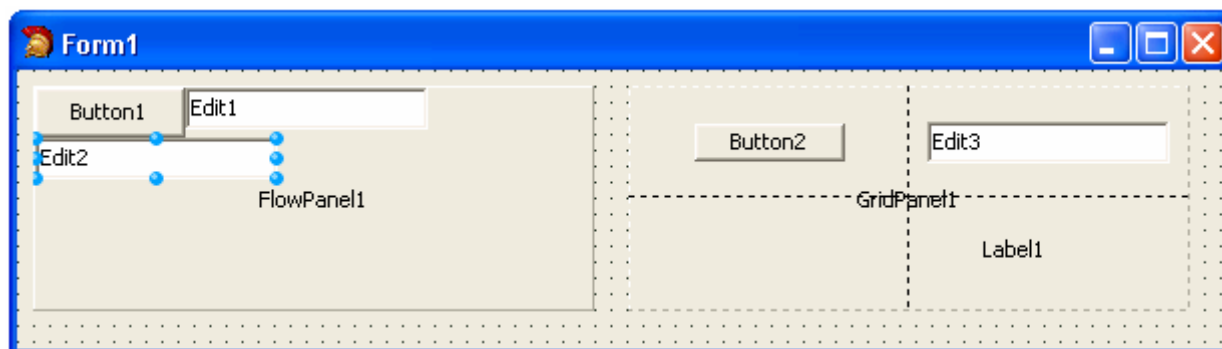 Form1
Button1 Edit1
Edit2
FlowPanel1
Button2 Edit3
GridPanel1
Label1